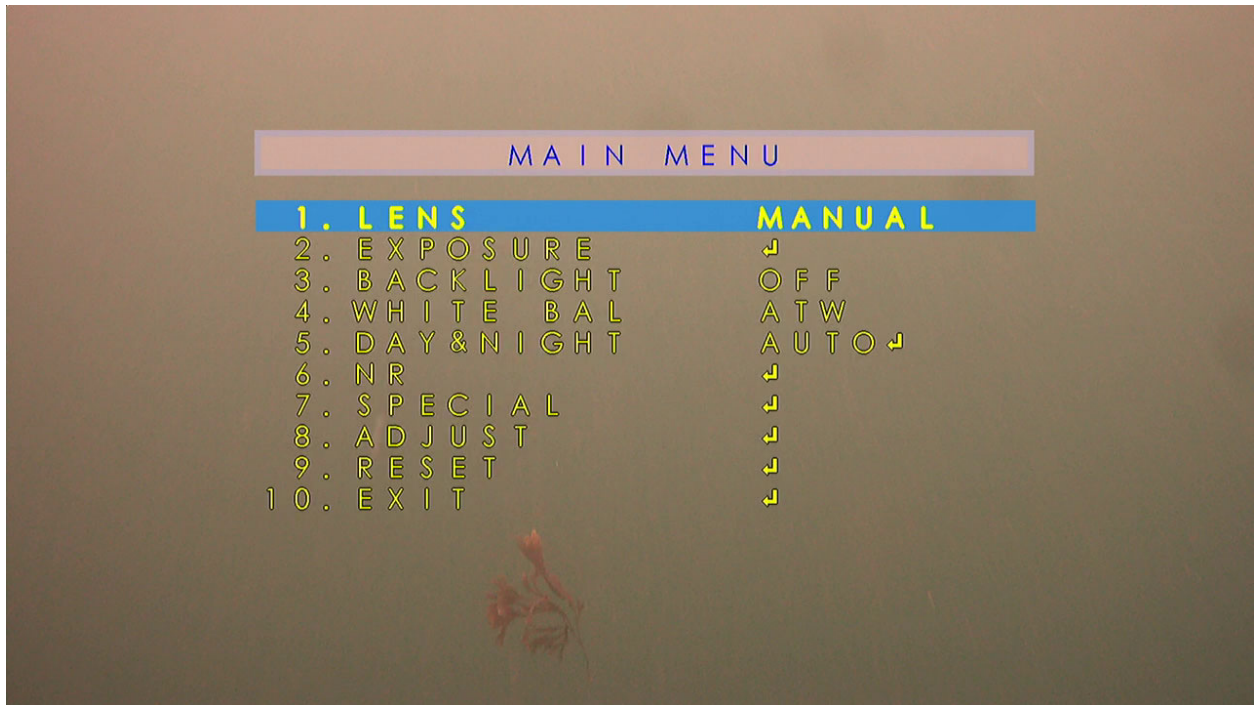 MAIN MENU
1. LENS MANUAL
2. EXPOSURE ↲
3. BACKLIGHT OFF
4. WHITE BAL ATW
5. DAY&NIGHT AUTO↲
6. NR ↲
7. SPECIAL ↲
8. ADJUST ↲
9. RESET ↲
10. EXIT ↲